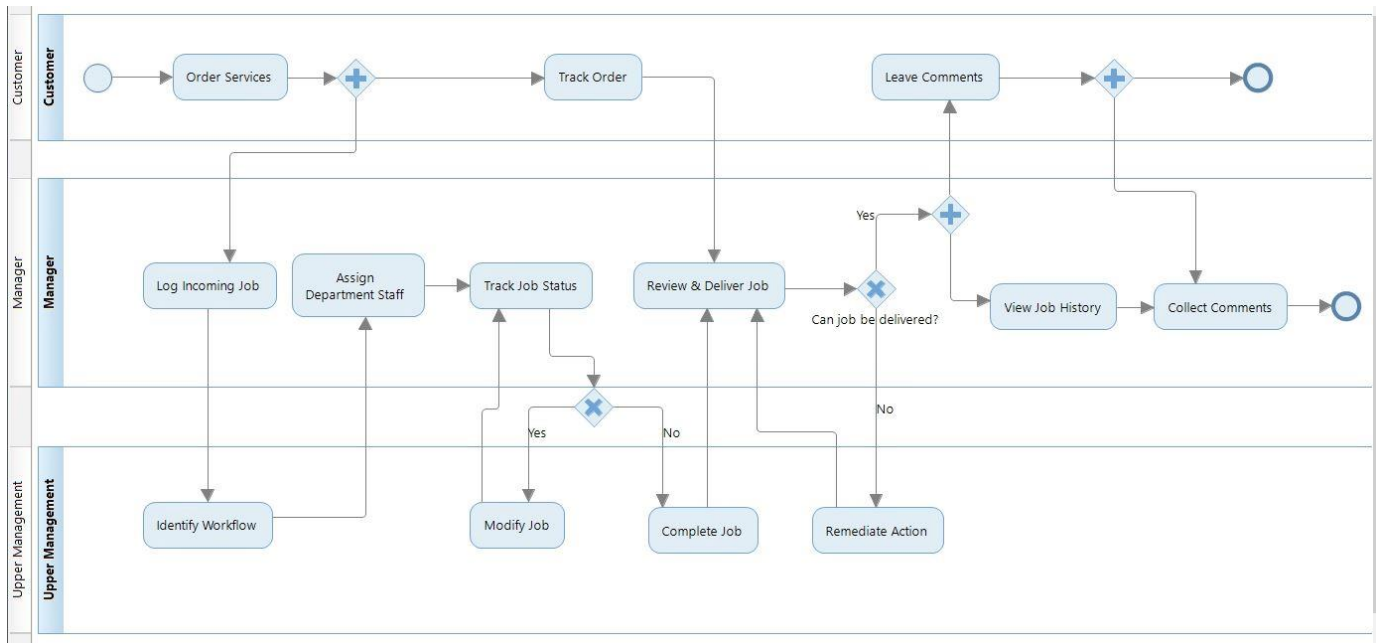 Customer
Customer
Order Services
Track Order
Leave Comments
Manager
Manager
Log Incoming Job
Assign
Department Staff
Track Job Status
Review & Deliver Job
Yes
Can job be delivered?
View Job History
Collect Comments
Yes
No
No
Upper Management
Upper Management
Identify Workflow
Modify Job
Complete Job
Remediate Action